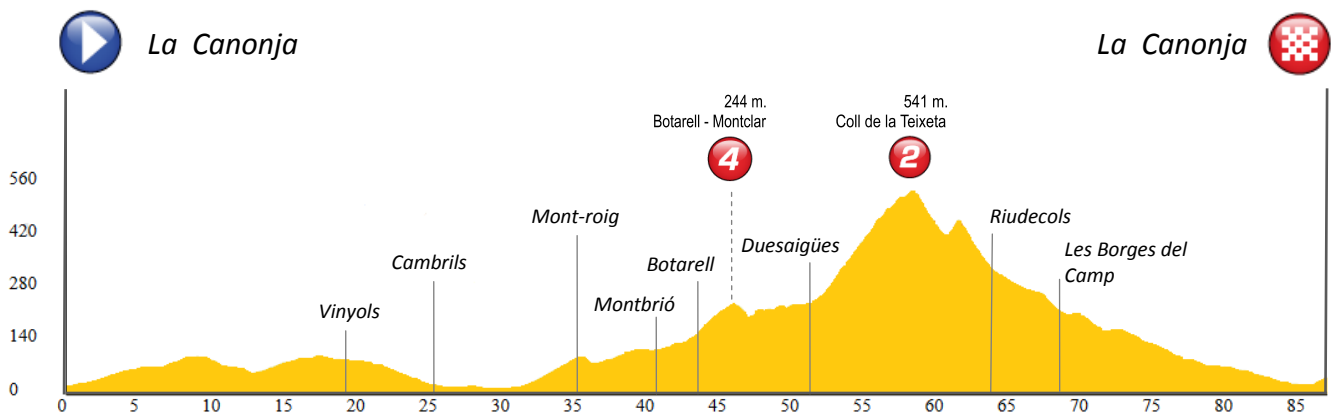 La Canonja
La Canonja
244 m.
Botarell - Montclar
4
541 m.
Coll de la Teixeta
2
560
420
280
140
0
Vinyols
Cambrils
Mont-roig
Montbrió
Botarell
Duesaigües
Riudecols
Les Borges del
Camp
0 5 10 15 20 25 30 35 40 45 50 55 60 65 70 75 80 85